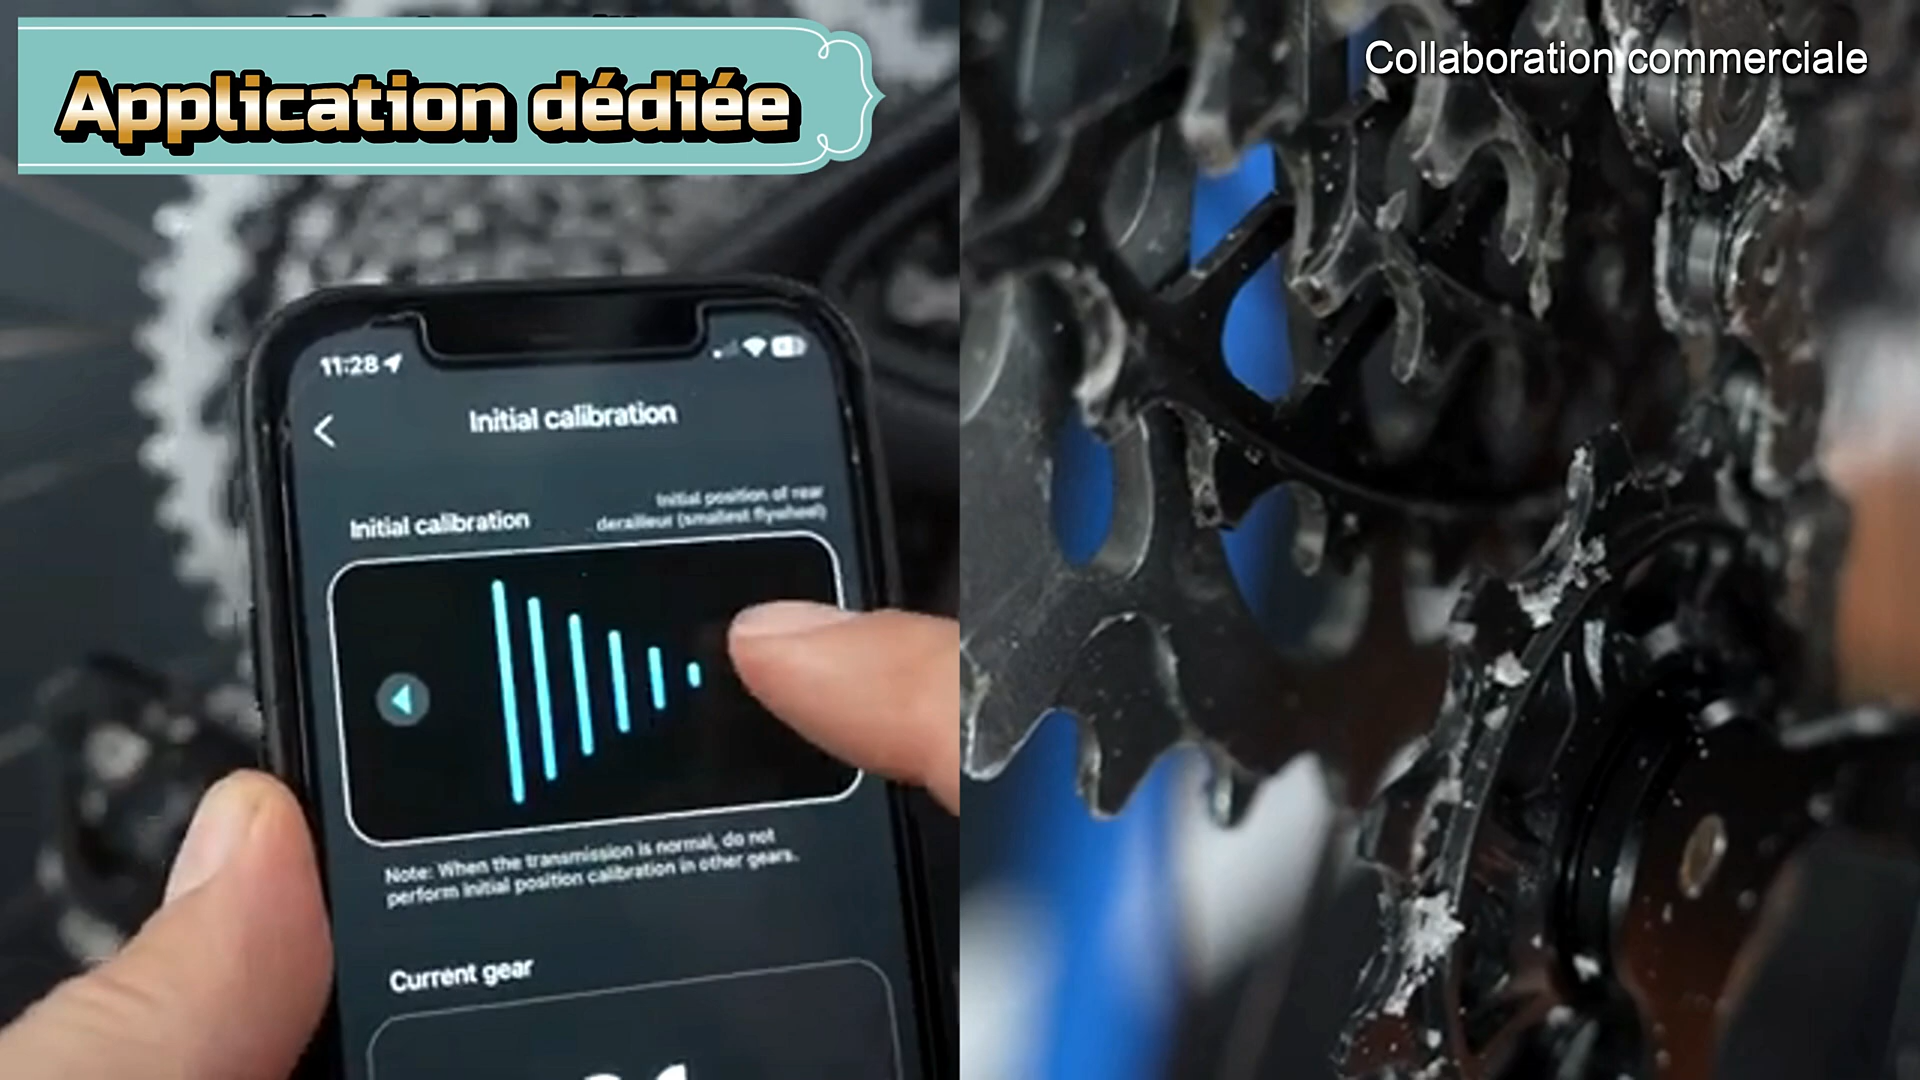 Application dédiée
Collaboration commerciale
11:28
Initial calibration
Initial calibration
Initial position of rear
derailleur (smallest flywheel)
Note: When the transmission is normal, do not
perform initial position calibration in other gears.
Current gear